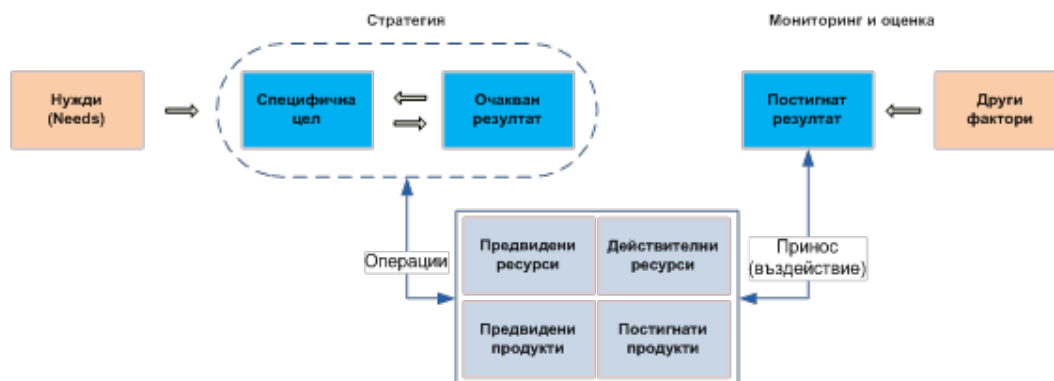 Стратегия
Мониторинг и оценка
Нужди
(Needs)
Специфична
цел
Очакван
резултат
Постигнат
резултат
Други
фактори
Операции
Предвидени
ресурси
Действителни
ресурси
Принос
(въздействие)
Предвидени
продукти
Постигнати
продукти